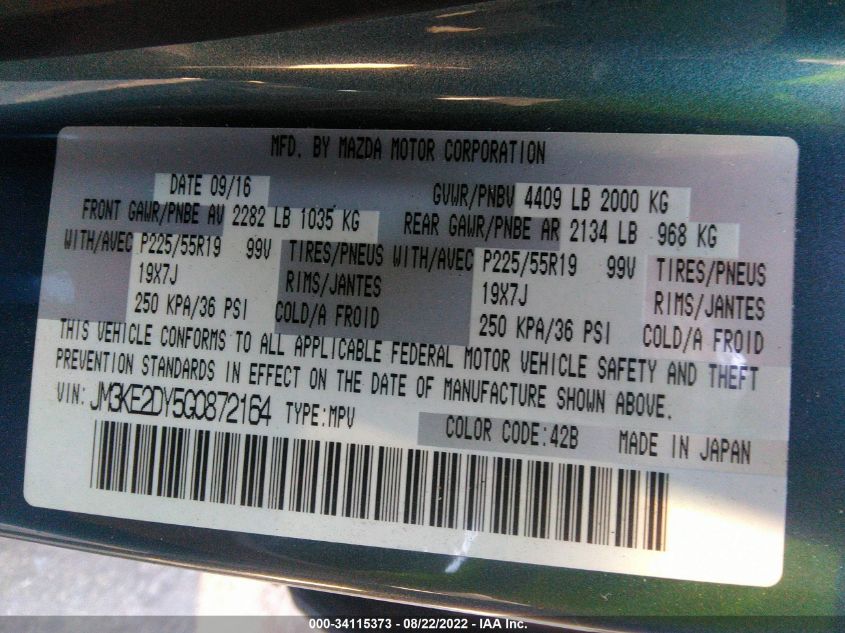 MFD. BY MAZDA MOTOR CORPORATION
DATE 09/16 GVWR/PNBV 4409 LB 2000 KG
FRONT GAWR/PNBE AV 2282 LB 1035 KG REAR GAWR/PNBE AR 2134 LB 968 KG
WITH/AVEC P225/55R19 99V TIRES/PNEUS WITH/AVEC P225/55R19 99V TIRES/PNEUS
19X7J RIMS/JANTES 19X7J RIMS/JANTES
250 KPA/36 PSI COLD/A FROID 250 KPA/36 PSI COLD/A FROID
THIS VEHICLE CONFORMS TO ALL APPLICABLE FEDERAL MOTOR VEHICLE SAFETY AND THEFT
PREVENTION STANDARDS IN EFFECT ON THE DATE OF MANUFACTURE SHOWN ABOVE.
VIN: JM3KE2DY5G0872164 TYPE:MPV COLOR CODE:42B MADE IN JAPAN
000-34115373 - 08/22/2022 - IAA Inc.